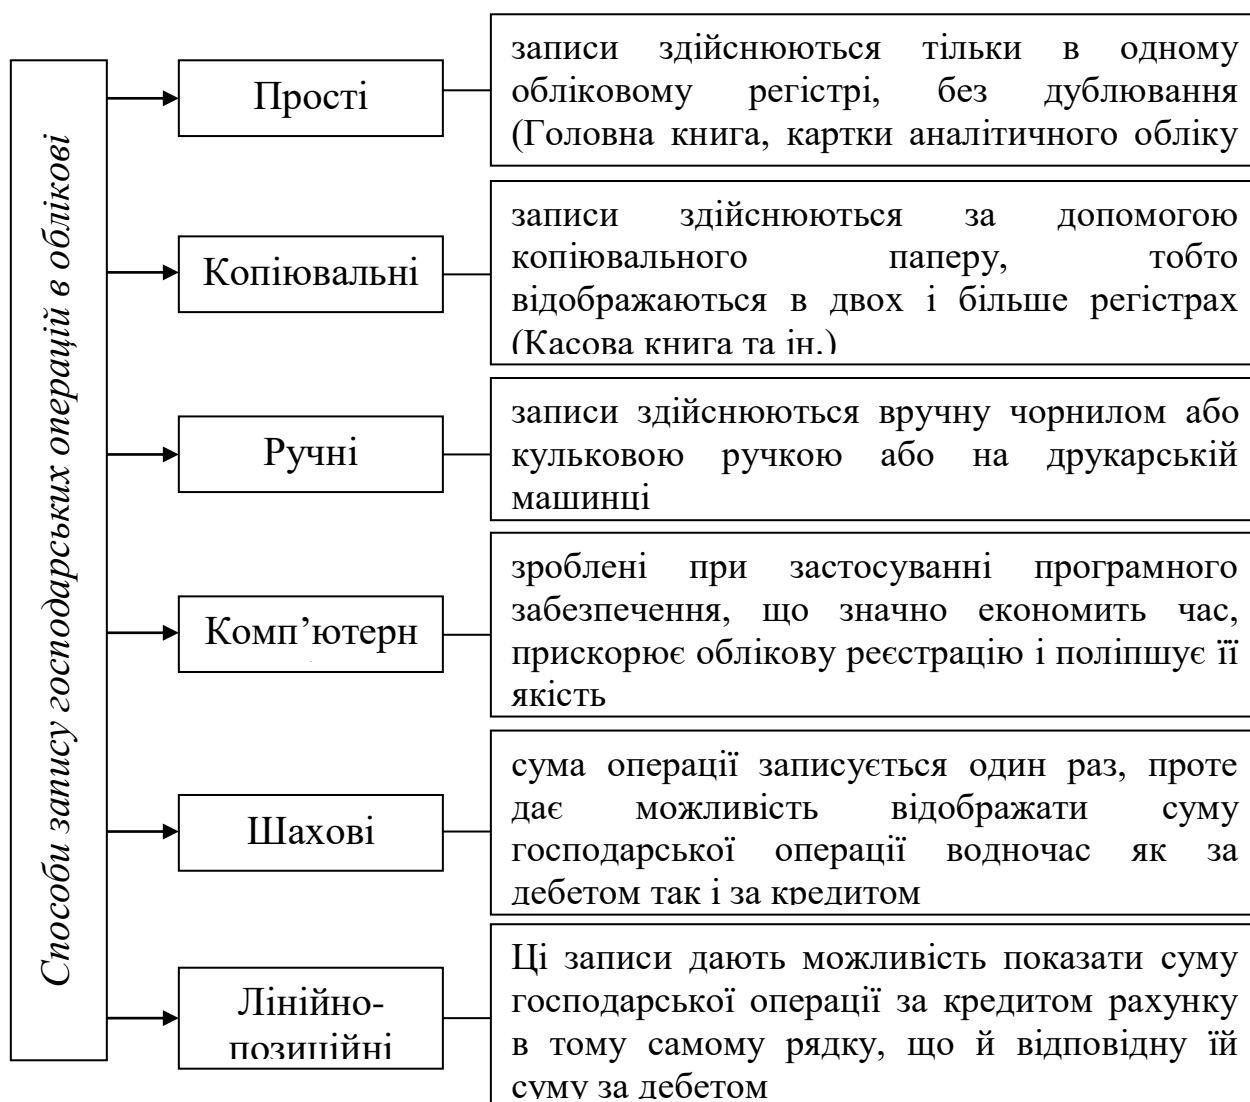 Способи запису господарських операцій в облікові
Прості
записи здійснюються тільки в одному
обліковому регістрі, без дублювання
(Головна книга, картки аналітичного обліку
Копіювальні
записи здійснюються за допомогою
копіювального паперу, тобто
відображаються в двох і більше регістрах
(Касова книга та ін.)
Ручні
записи здійснюються вручну чорнилом або
кульковою ручкою або на друкарській
машинці
Комп’ютерн
зроблені при застосуванні програмного
забезпечення, що значно економить час,
прискорює облікову реєстрацію і поліпшує її
якість
Шахові
сума операції записується один раз, проте
дає можливість відображати суму
господарської операції водночас як за
дебетом так і за кредитом
Лінійно-
позиційні
Ці записи дають можливість показати суму
господарської операції за кредитом рахунку
в тому самому рядку, що й відповідну їй
суму за дебетом